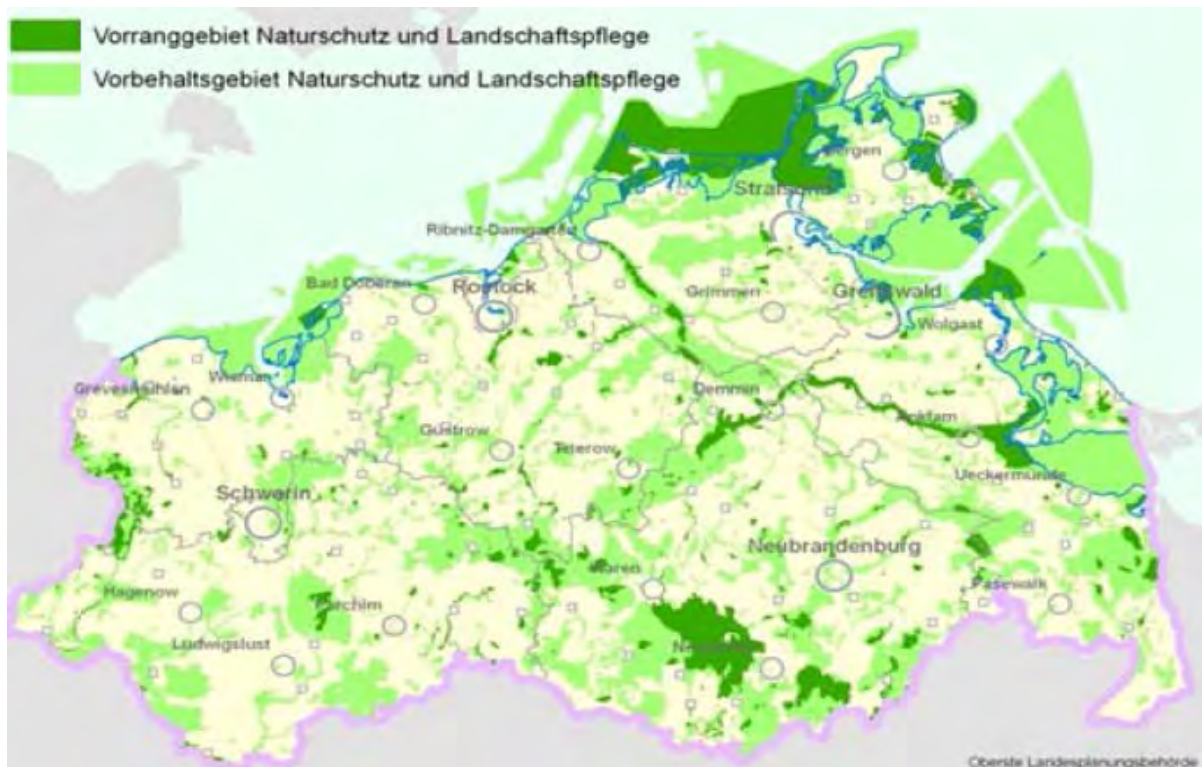 Vorranggebiet Naturschutz und Landschaftspflege
Vorbehaltsgebiet Naturschutz und Landschaftspflege
Bergen
Stralsund
Ribnitz-Damgarten
Bad Doberan
Rostock
Grimmen
Greifswald
Wolgast
Grevesmühlen
Wismar
Demmin
Anklam
Güstrow
Teterow
Ueckermünde
Schwerin
Neubrandenburg
Waren
Pasewalk
Hagenow
Parchim
Ludwigslust
Oberste Landesplanungsbehörde